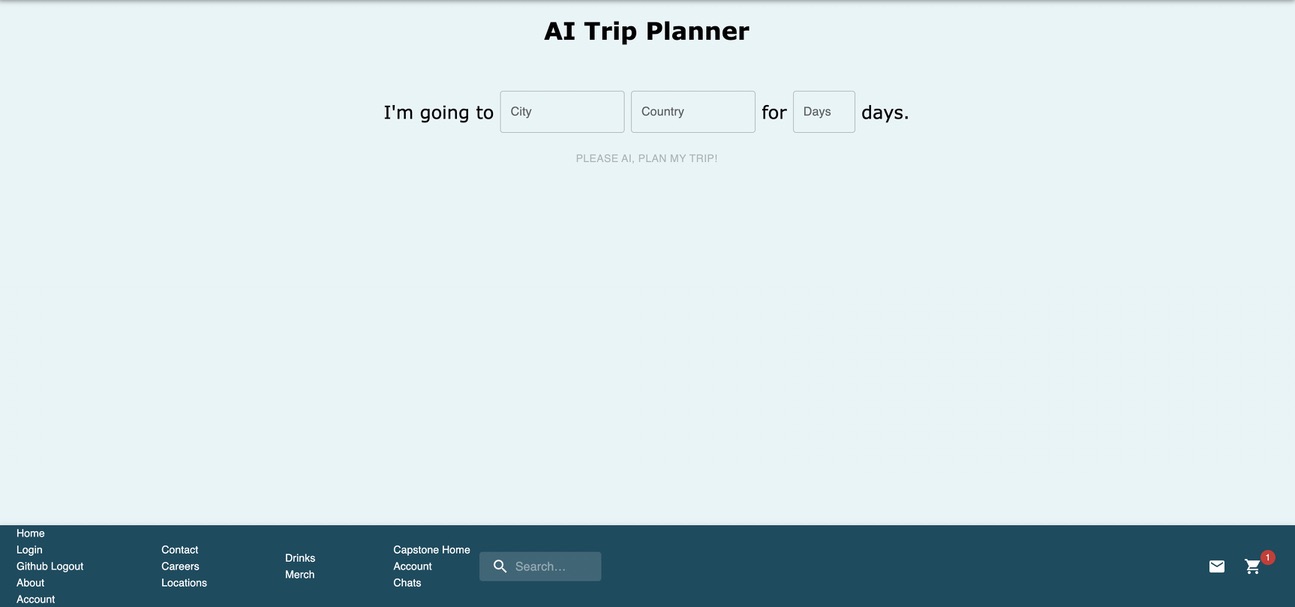 AI Trip Planner
I'm going to City Country for Days days.
PLEASE AI, PLAN MY TRIP!
Home
Login
Github Logout
About
Account
Contact
Careers
Locations
Drinks
Merch
Capstone Home
Account
Chats
Search...
1